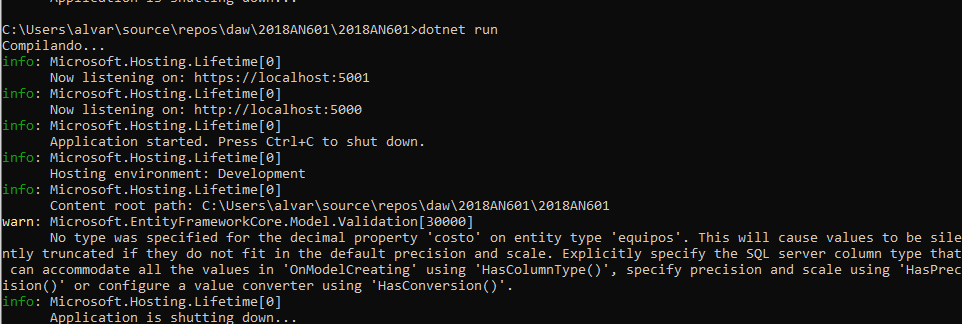 Application is shutting down...
C:\Users\alvar\source\repos\daw\2018AN601\2018AN601>dotnet run
Compilando...
info: Microsoft.Hosting.Lifetime[0]
Now listening on: https://localhost:5001
info: Microsoft.Hosting.Lifetime[0]
Now listening on: http://localhost:5000
info: Microsoft.Hosting.Lifetime[0]
Application started. Press Ctrl+C to shut down.
info: Microsoft.Hosting.Lifetime[0]
Hosting environment: Development
info: Microsoft.Hosting.Lifetime[0]
Content root path: C:\Users\alvar\source\repos\daw\2018AN601\2018AN601
warn: Microsoft.EntityFrameworkCore.Model.Validation[30000]
No type was specified for the decimal property 'costo' on entity type 'equipos'. This will cause values to be sile
ntly truncated if they do not fit in the default precision and scale. Explicitly specify the SQL server column type that
can accommodate all the values in 'OnModelCreating' using 'HasColumnType()', specify precision and scale using 'HasPrec
ision()' or configure a value converter using 'HasConversion()'.
info: Microsoft.Hosting.Lifetime[0]
Application is shutting down...